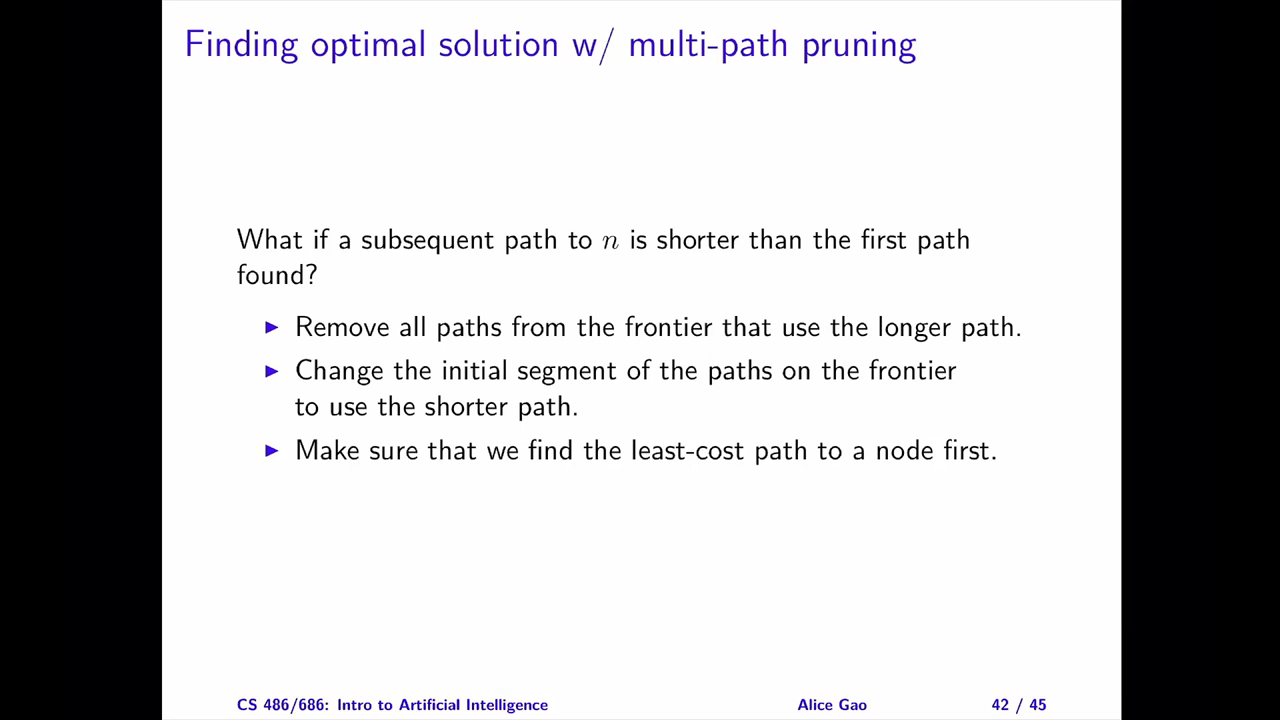 Finding optimal solution w/ multi-path pruning
What if a subsequent path to n is shorter than the first path
found?
▶ Remove all paths from the frontier that use the longer path.
▶ Change the initial segment of the paths on the frontier
to use the shorter path.
▶ Make sure that we find the least-cost path to a node first.
CS 486/686: Intro to Artificial Intelligence Alice Gao 42 / 45